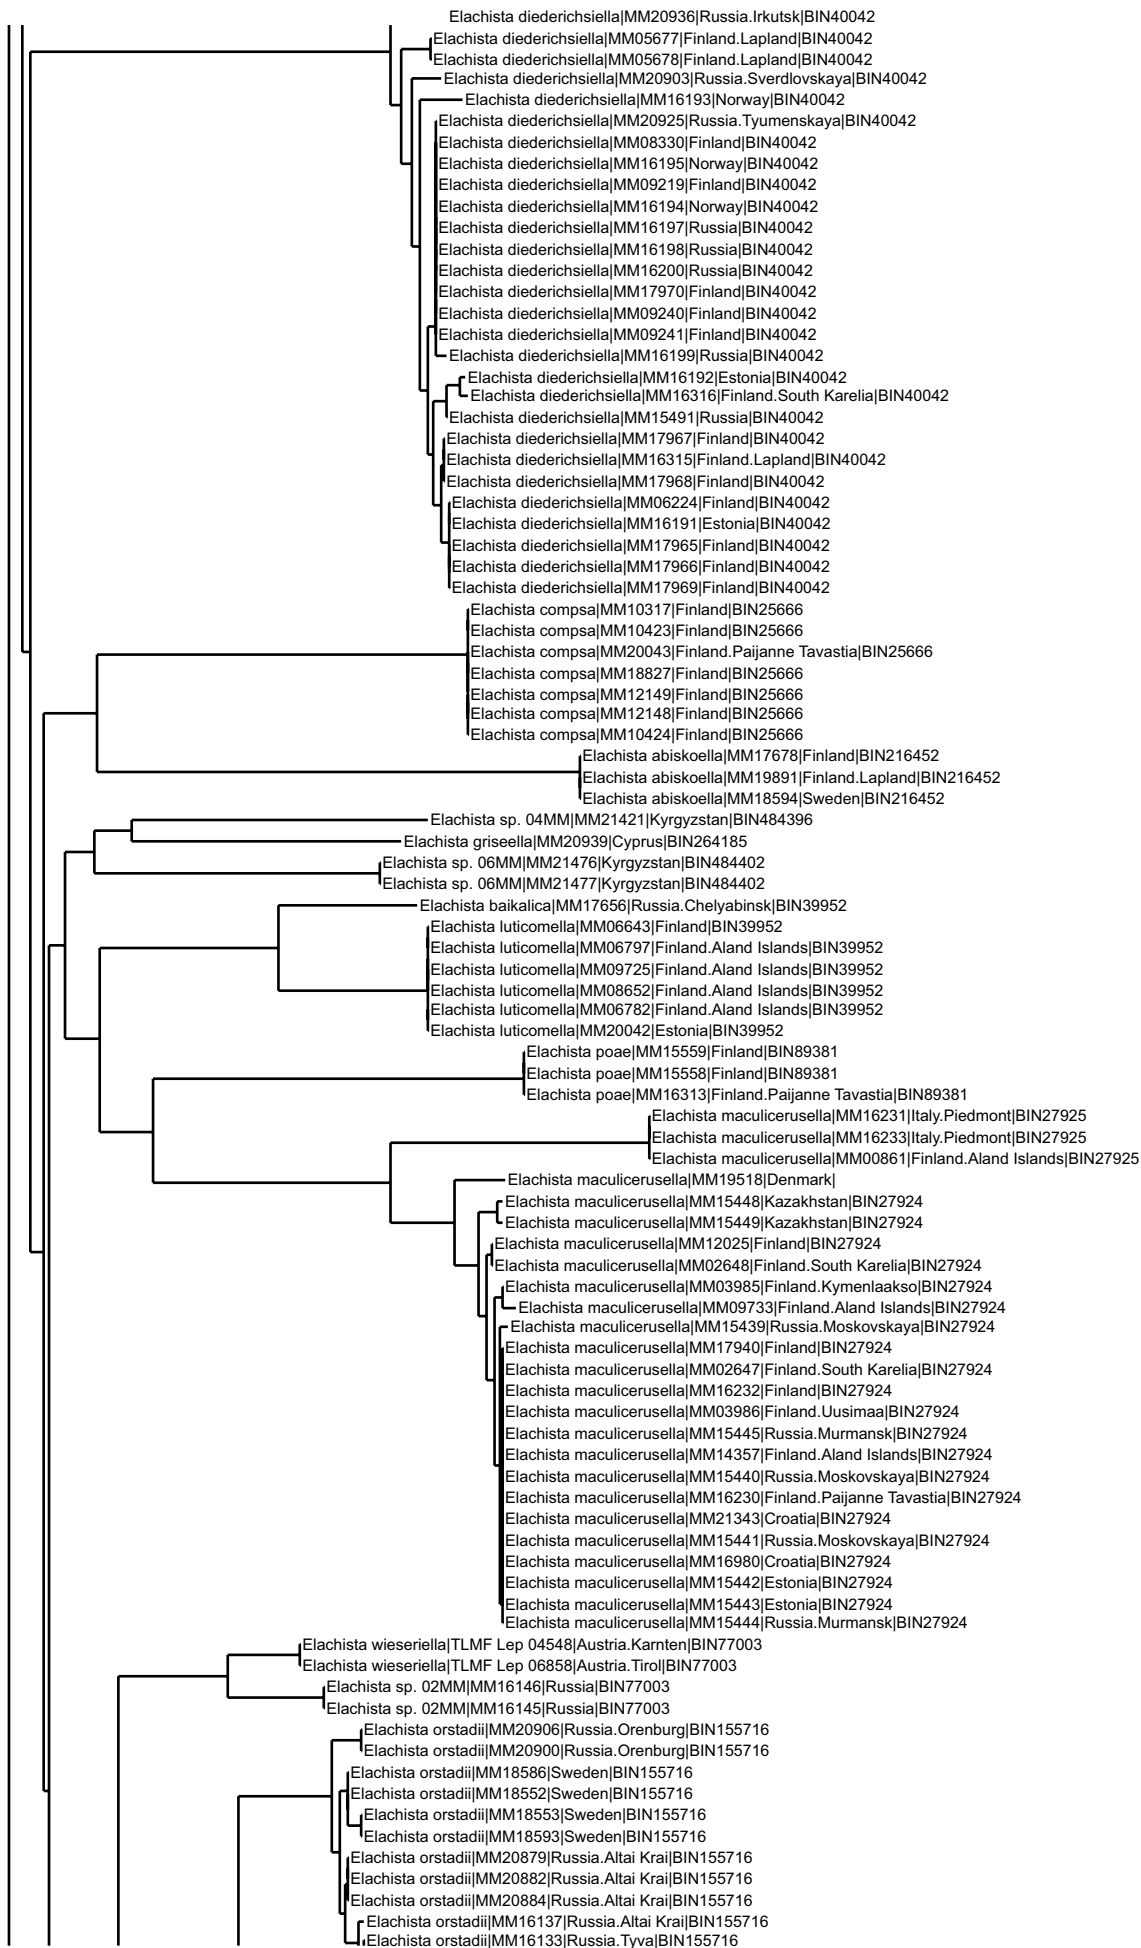 Elachista diederichsiella|MM20936|Russia.Irkutsk|BIN40042
Elachista diederichsiella|MM05677|Finland.Lapland|BIN40042
Elachista diederichsiella|MM05678|Finland.Lapland|BIN40042
Elachista diederichsiella|MM20903|Russia.Sverdlovskaya|BIN40042
Elachista diederichsiella|MM16193|Norway|BIN40042
Elachista diederichsiella|MM20925|Russia.Tyumenskaya|BIN40042
Elachista diederichsiella|MM08330|Finland|BIN40042
Elachista diederichsiella|MM16195|Norway|BIN40042
Elachista diederichsiella|MM09219|Finland|BIN40042
Elachista diederichsiella|MM16194|Norway|BIN40042
Elachista diederichsiella|MM16197|Russia|BIN40042
Elachista diederichsiella|MM16198|Russia|BIN40042
Elachista diederichsiella|MM16200|Russia|BIN40042
Elachista diederichsiella|MM17970|Finland|BIN40042
Elachista diederichsiella|MM09240|Finland|BIN40042
Elachista diederichsiella|MM09241|Finland|BIN40042
Elachista diederichsiella|MM16199|Russia|BIN40042
Elachista diederichsiella|MM16192|Estonia|BIN40042
Elachista diederichsiella|MM16316|Finland.South Karelia|BIN40042
Elachista diederichsiella|MM15491|Russia|BIN40042
Elachista diederichsiella|MM17967|Finland|BIN40042
Elachista diederichsiella|MM16315|Finland.Lapland|BIN40042
Elachista diederichsiella|MM17968|Finland|BIN40042
Elachista diederichsiella|MM06224|Finland|BIN40042
Elachista diederichsiella|MM16191|Estonia|BIN40042
Elachista diederichsiella|MM17965|Finland|BIN40042
Elachista diederichsiella|MM17966|Finland|BIN40042
Elachista diederichsiella|MM17969|Finland|BIN40042
Elachista compsa|MM10317|Finland|BIN25666
Elachista compsa|MM10423|Finland|BIN25666
Elachista compsa|MM20043|Finland.Paijanne Tavastia|BIN25666
Elachista compsa|MM18827|Finland|BIN25666
Elachista compsa|MM12149|Finland|BIN25666
Elachista compsa|MM12148|Finland|BIN25666
Elachista compsa|MM10424|Finland|BIN25666
Elachista abiskoella|MM17678|Finland|BIN216452
Elachista abiskoella|MM19891|Finland.Lapland|BIN216452
Elachista abiskoella|MM18594|Sweden|BIN216452
Elachista sp. 04MM|MM21421|Kyrgyzstan|BIN484396
Elachista griseella|MM20939|Cyprus|BIN264185
Elachista sp. 06MM|MM21476|Kyrgyzstan|BIN484402
Elachista sp. 06MM|MM21477|Kyrgyzstan|BIN484402
Elachista baikalica|MM17656|Russia.Chelyabinsk|BIN39952
Elachista luticomella|MM06643|Finland|BIN39952
Elachista luticomella|MM06797|Finland.Aland Islands|BIN39952
Elachista luticomella|MM09725|Finland.Aland Islands|BIN39952
Elachista luticomella|MM08652|Finland.Aland Islands|BIN39952
Elachista luticomella|MM06782|Finland.Aland Islands|BIN39952
Elachista luticomella|MM20042|Estonia|BIN39952
Elachista poae|MM15559|Finland|BIN89381
Elachista poae|MM15558|Finland|BIN89381
Elachista poae|MM16313|Finland.Paijanne Tavastia|BIN89381
Elachista maculicerusella|MM16231|Italy.Piedmont|BIN27925
Elachista maculicerusella|MM16233|Italy.Piedmont|BIN27925
Elachista maculicerusella|MM00861|Finland.Aland Islands|BIN27925
Elachista maculicerusella|MM19518|Denmark|
Elachista maculicerusella|MM15448|Kazakhstan|BIN27924
Elachista maculicerusella|MM15449|Kazakhstan|BIN27924
Elachista maculicerusella|MM12025|Finland|BIN27924
Elachista maculicerusella|MM02648|Finland.South Karelia|BIN27924
Elachista maculicerusella|MM03985|Finland.Kymenlaakso|BIN27924
Elachista maculicerusella|MM09733|Finland.Aland Islands|BIN27924
Elachista maculicerusella|MM15439|Russia.Moskovskaya|BIN27924
Elachista maculicerusella|MM17940|Finland|BIN27924
Elachista maculicerusella|MM02647|Finland.South Karelia|BIN27924
Elachista maculicerusella|MM16232|Finland|BIN27924
Elachista maculicerusella|MM03986|Finland.Uusimaa|BIN27924
Elachista maculicerusella|MM15445|Russia.Murmansk|BIN27924
Elachista maculicerusella|MM14357|Finland.Aland Islands|BIN27924
Elachista maculicerusella|MM15440|Russia.Moskovskaya|BIN27924
Elachista maculicerusella|MM16230|Finland.Paijanne Tavastia|BIN27924
Elachista maculicerusella|MM21343|Croatia|BIN27924
Elachista maculicerusella|MM15441|Russia.Moskovskaya|BIN27924
Elachista maculicerusella|MM16980|Croatia|BIN27924
Elachista maculicerusella|MM15442|Estonia|BIN27924
Elachista maculicerusella|MM15443|Estonia|BIN27924
Elachista maculicerusella|MM15444|Russia.Murmansk|BIN27924
Elachista wieseriella|TLMF Lep 04548|Austria.Karnten|BIN77003
Elachista wieseriella|TLMF Lep 06858|Austria.Tirol|BIN77003
Elachista sp. 02MM|MM16146|Russia|BIN77003
Elachista sp. 02MM|MM16145|Russia|BIN77003
Elachista orstadii|MM20906|Russia.Orenburg|BIN155716
Elachista orstadii|MM20900|Russia.Orenburg|BIN155716
Elachista orstadii|MM18586|Sweden|BIN155716
Elachista orstadii|MM18552|Sweden|BIN155716
Elachista orstadii|MM18553|Sweden|BIN155716
Elachista orstadii|MM18593|Sweden|BIN155716
Elachista orstadii|MM20879|Russia.Altai Krai|BIN155716
Elachista orstadii|MM20882|Russia.Altai Krai|BIN155716
Elachista orstadii|MM20884|Russia.Altai Krai|BIN155716
Elachista orstadii|MM16137|Russia.Altai Krai|BIN155716
Elachista orstadii|MM16133|Russia.Tyva|BIN155716